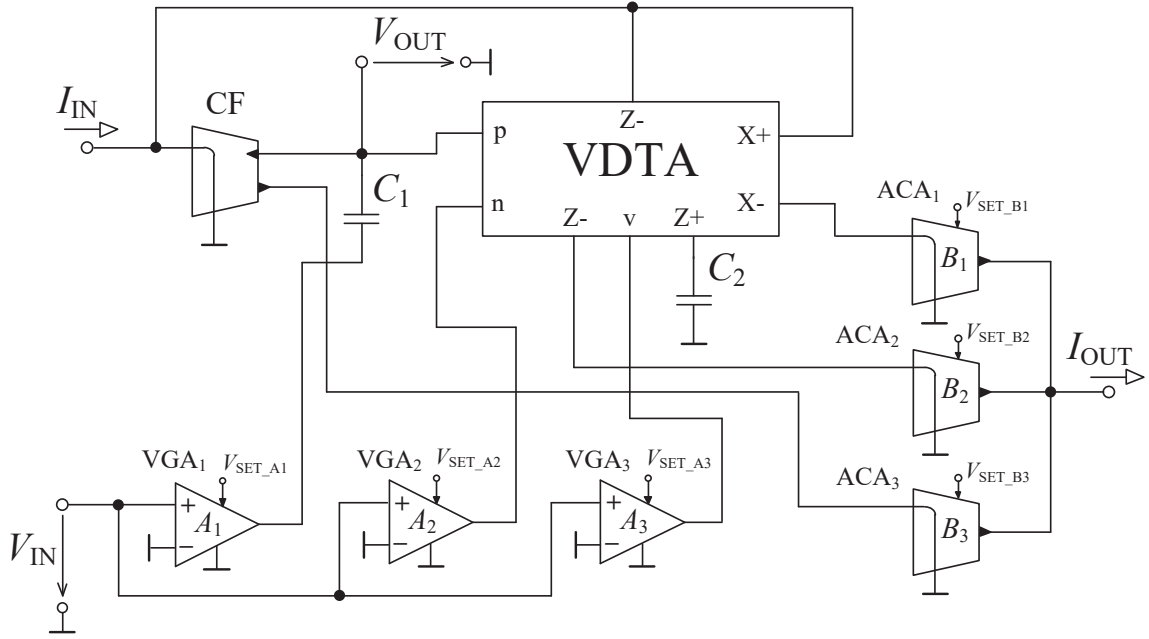 V_OUT
I_IN
CF
Z-
p
VDTA
X+
C_1
n
X-
Z-
v
Z+
C_2
ACA_1
V_SET_B1
B_1
ACA_2
V_SET_B2
B_2
I_OUT
VGA_1
V_SET_A1
VGA_2
V_SET_A2
VGA_3
V_SET_A3
ACA_3
V_SET_B3
+
A_1
-
+
A_2
-
+
A_3
-
B_3
V_IN